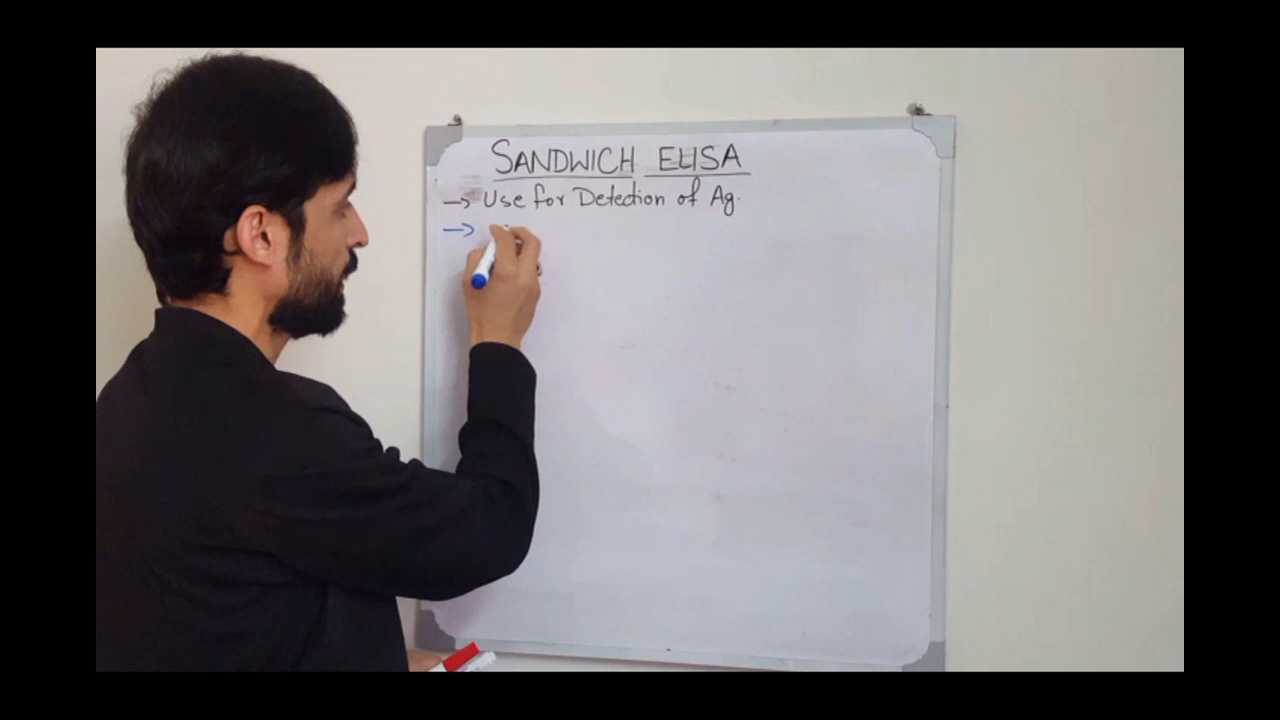 SANDWICH ELISA
→ Use for Detection of Ag.
→